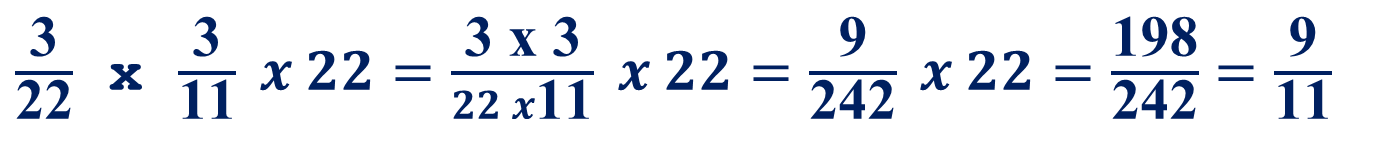 3/22 x 3/11 x 22 = 3 x 3/22 x11 x 22 = 9/242 x 22 = 198/242 = 9/11